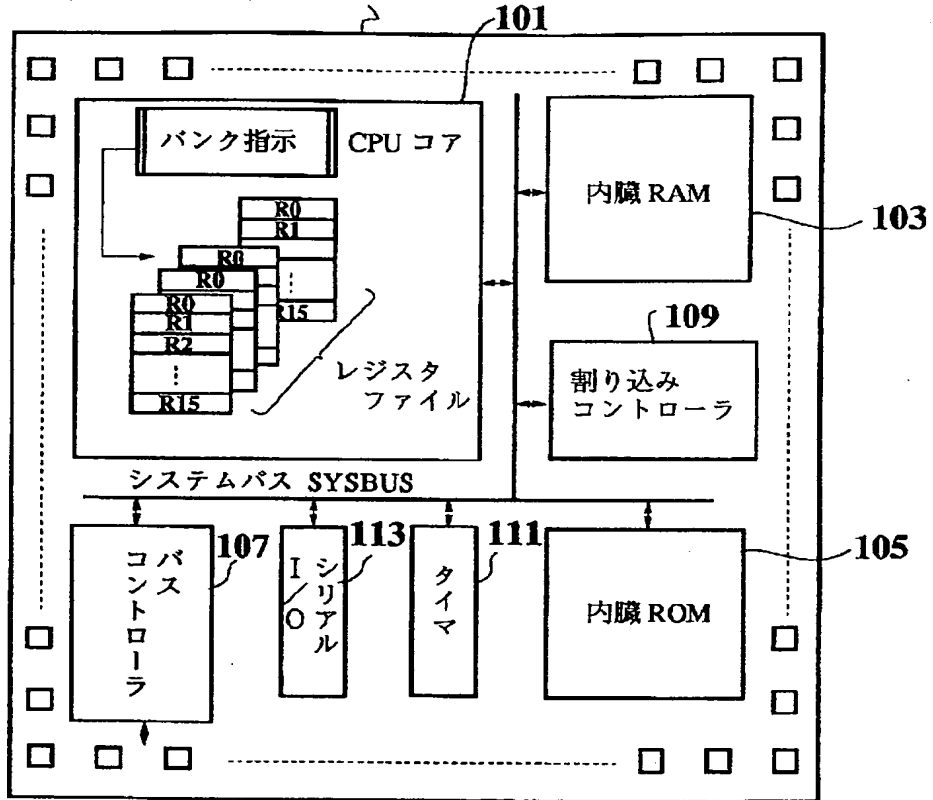 101
バンク指示
CPU コア
R0
R1
⋮
R15
R0
R0
R0
R1
R2
⋮
R15
レジスタ
ファイル
内臓 RAM
103
109
割り込み
コントローラ
システムバス SYSBUS
バス
コントローラ
107
シリアル
I/O
113
タイマ
111
内臓 ROM
105